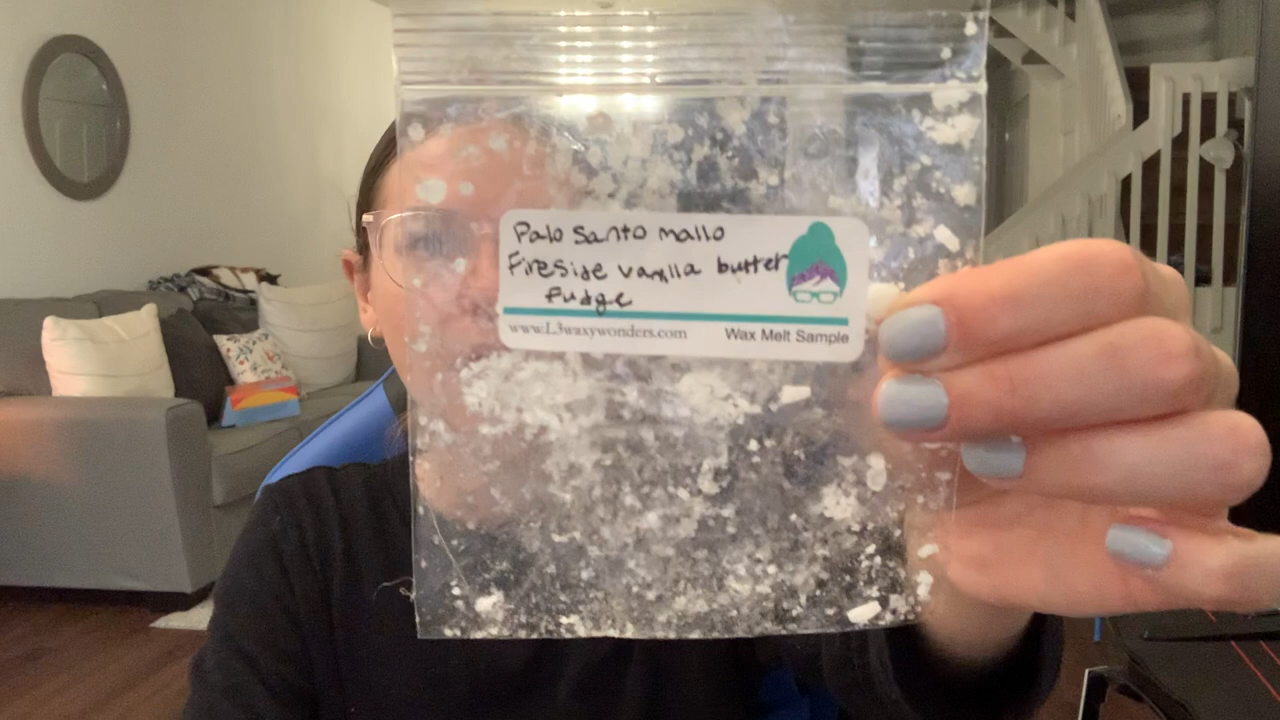 Palo Santo mallo
Fireside vanilla butter
fudge
www.L3waxywonders.com
Wax Melt Sample